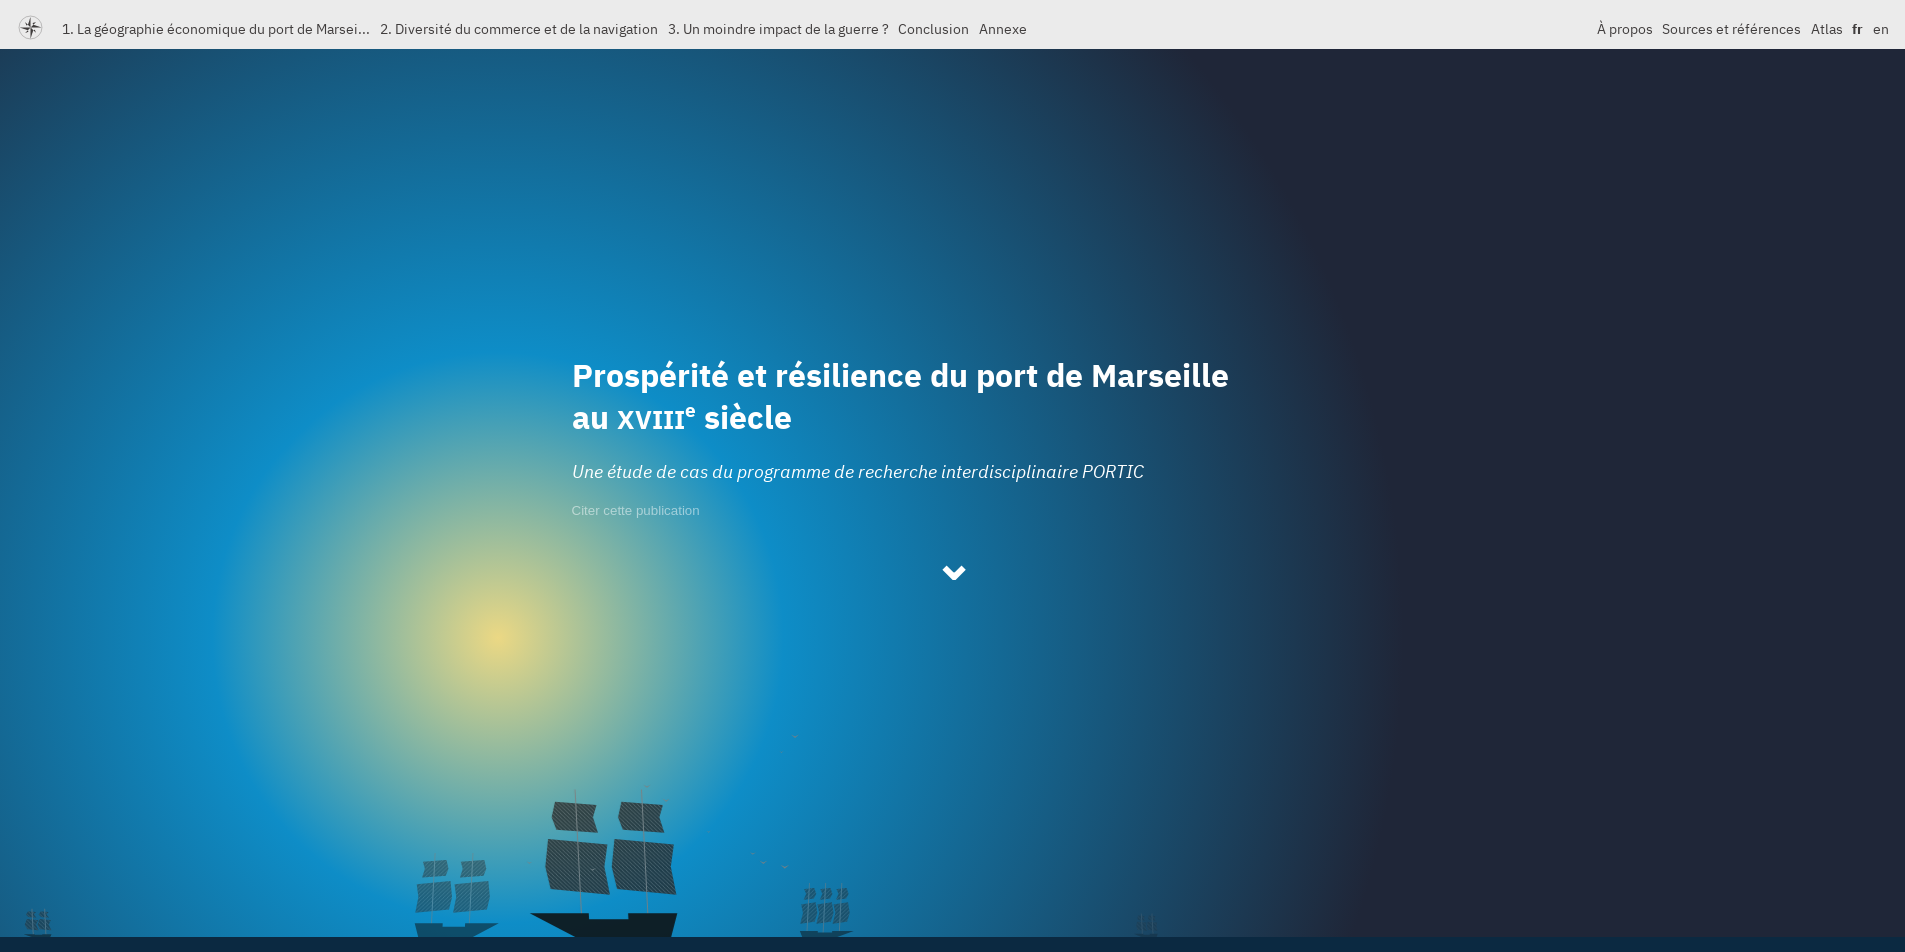 1. La géographie économique du port de Marsei... 2. Diversité du commerce et de la navigation 3. Un moindre impact de la guerre ? Conclusion Annexe À propos Sources et références Atlas fr en
Prospérité et résilience du port de Marseille
au XVIIIe siècle
Une étude de cas du programme de recherche interdisciplinaire PORTIC
Citer cette publication